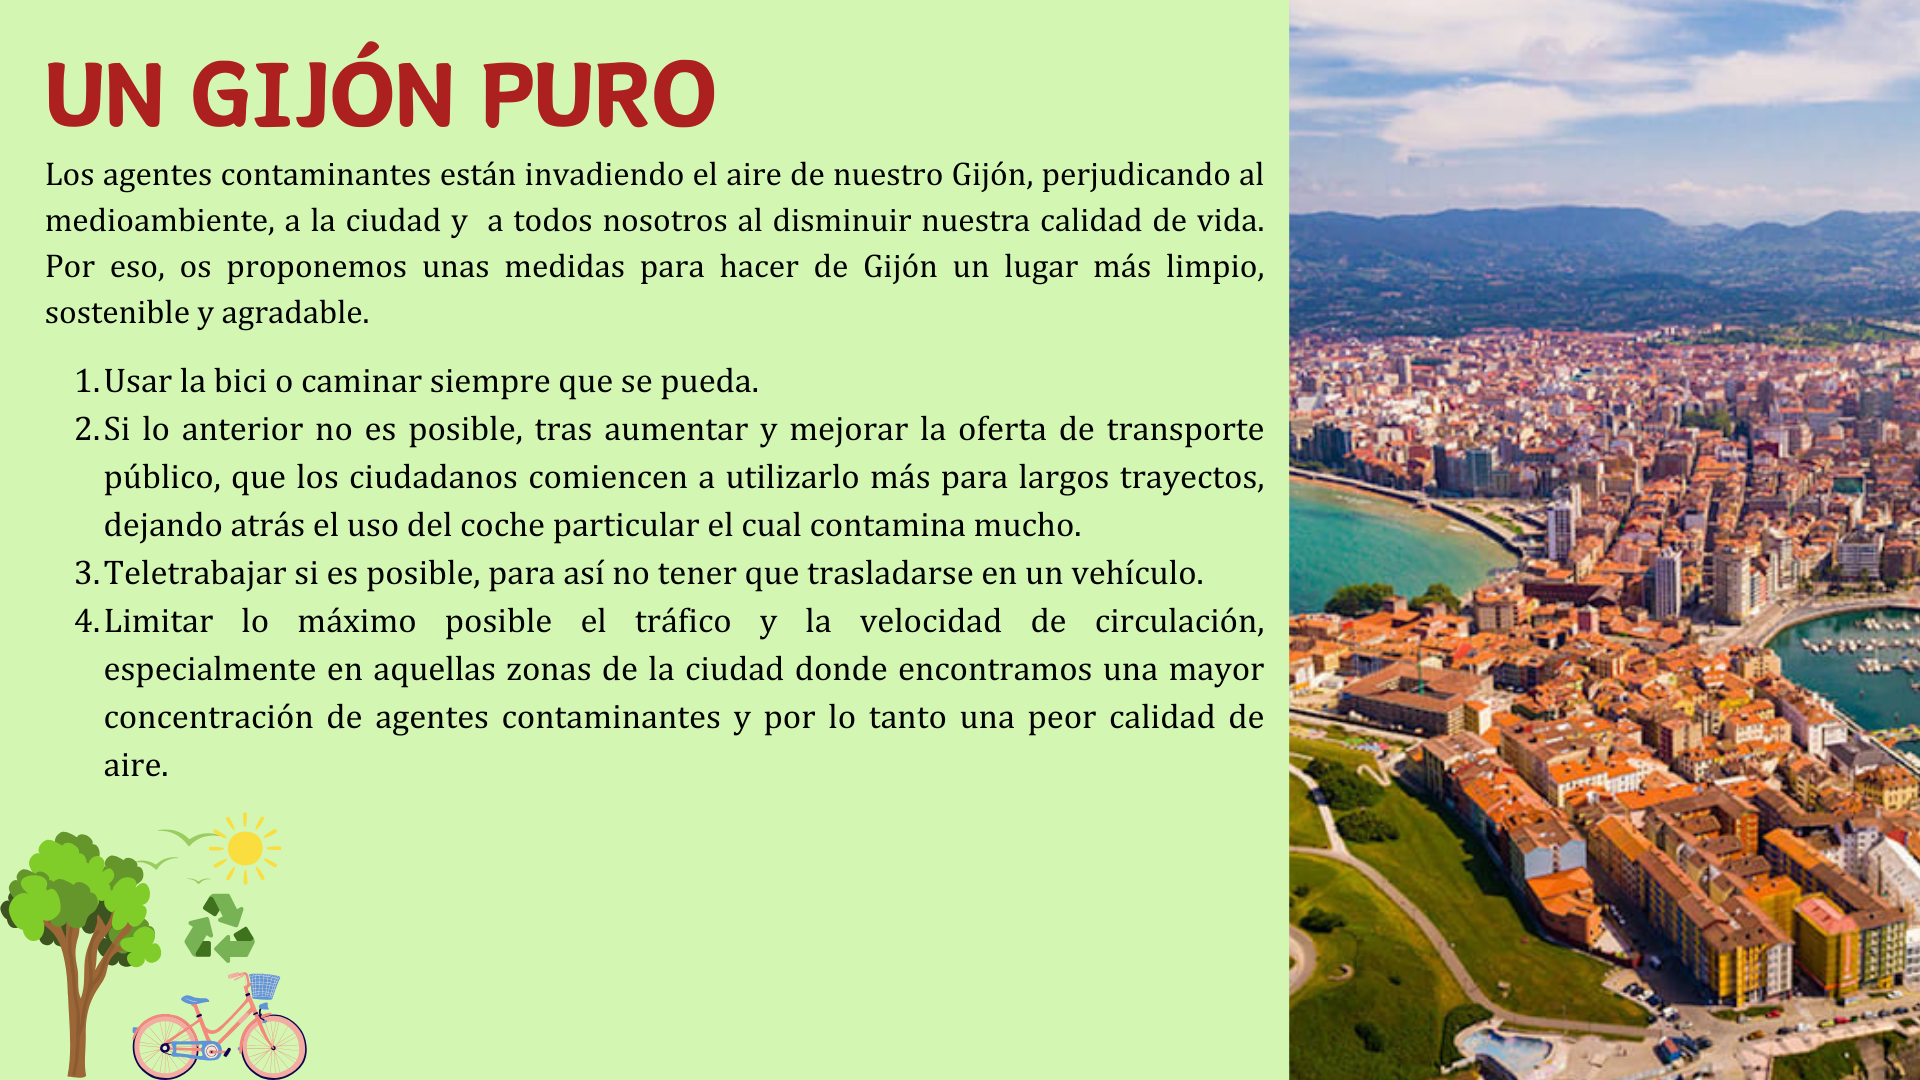 UN GIJÓN PURO
Los agentes contaminantes están invadiendo el aire de nuestro Gijón, perjudicando al
medioambiente, a la ciudad y  a todos nosotros al disminuir nuestra calidad de vida.
Por eso, os proponemos unas medidas para hacer de Gijón un lugar más limpio,
sostenible y agradable.
1. Usar la bici o caminar siempre que se pueda.
2. Si lo anterior no es posible, tras aumentar y mejorar la oferta de transporte
público, que los ciudadanos comiencen a utilizarlo más para largos trayectos,
dejando atrás el uso del coche particular el cual contamina mucho.
3. Teletrabajar si es posible, para así no tener que trasladarse en un vehículo.
4. Limitar lo máximo posible el tráfico y la velocidad de circulación,
especialmente en aquellas zonas de la ciudad donde encontramos una mayor
concentración de agentes contaminantes y por lo tanto una peor calidad de
aire.